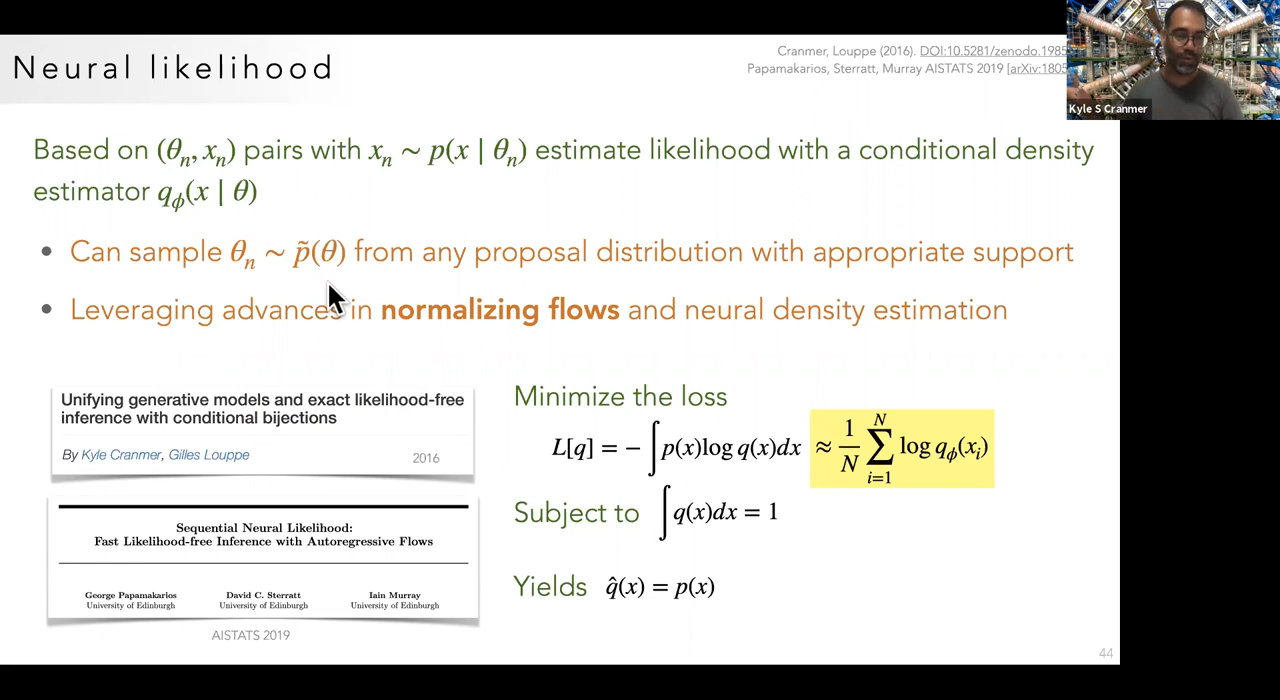 Neural likelihood
Cranmer, Louppe (2016). DOI:10.5281/zenodo.1985
Papamakarios, Sterratt, Murray AISTATS 2019 [arXiv:1805
Kyle S Cranmer
Based on (θₙ, xₙ) pairs with xₙ ∼ p(x | θₙ) estimate likelihood with a conditional density
estimator q_ϕ(x | θ)
• Can sample θₙ ∼ p̃(θ) from any proposal distribution with appropriate support
• Leveraging advances in normalizing flows and neural density estimation
Unifying generative models and exact likelihood-free
inference with conditional bijections
By Kyle Cranmer, Gilles Louppe
2016
Sequential Neural Likelihood:
Fast Likelihood-free Inference with Autoregressive Flows
George Papamakarios David C. Sterratt Iain Murray
University of Edinburgh University of Edinburgh University of Edinburgh
AISTATS 2019
Minimize the loss
L[q] = − ∫ p(x)log q(x)dx ≈ 1/N ∑_{i=1}^{N} log q_ϕ(x_i)
Subject to ∫ q(x)dx = 1
Yields q̂(x) = p(x)
44